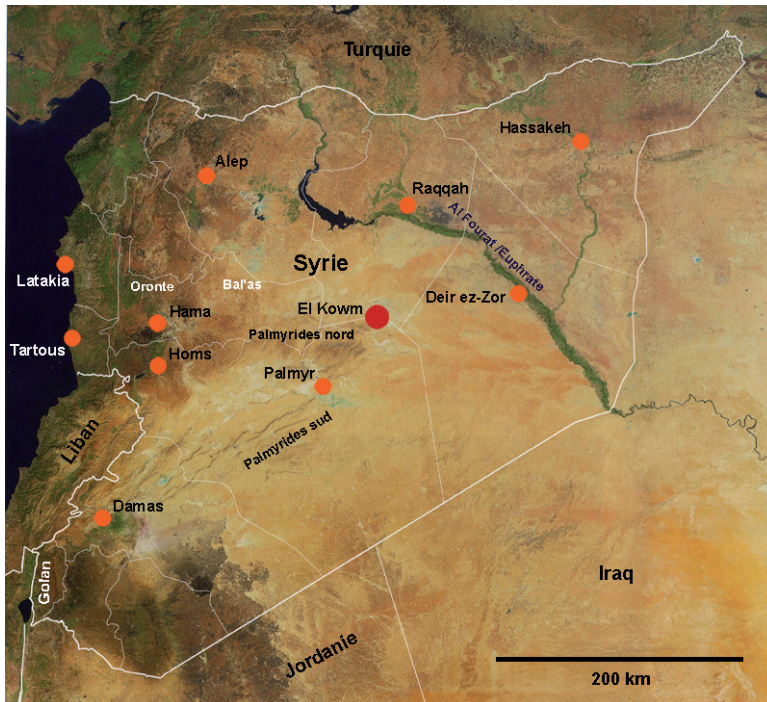 Turquie
Hassakeh
Alep
Raqqah
Al Fourat /Euphrate
Syrie
Latakia
Oronte
Bal'as
Deir ez-Zor
El Kowm
Hama
Palmyrides nord
Tartous
Homs
Palmyr
Liban
Palmyrides sud
Damas
Golan
Iraq
Jordanie
200 km